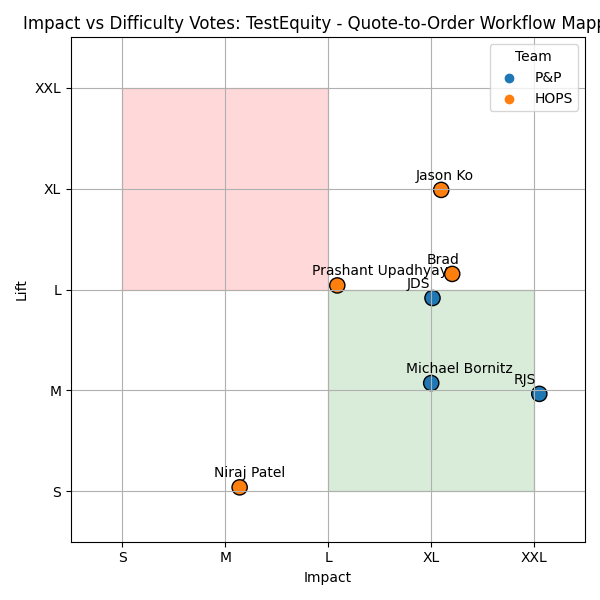 Impact vs Difficulty Votes: TestEquity - Quote-to-Order Workflow Mapp
Team
P&P
HOPS
XXL
XL
L
M
S
Lift
Jason Ko
Brad
Prashant Upadhyay
JDS
Michael Bornitz
RJS
Niraj Patel
S
M
L
XL
XXL
Impact